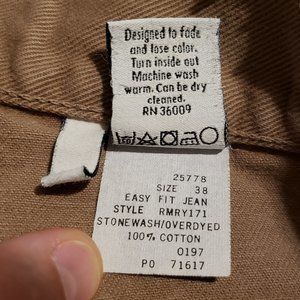 Designed to fade
and lose color.
Turn inside out
Machine wash
warm. Can be dry
cleaned.
RN 36009
25778
SIZE 38
EASY FIT JEAN
STYLE RMRY171
STONEWASH/OVERDYED
100% COTTON
0197
PO 71617